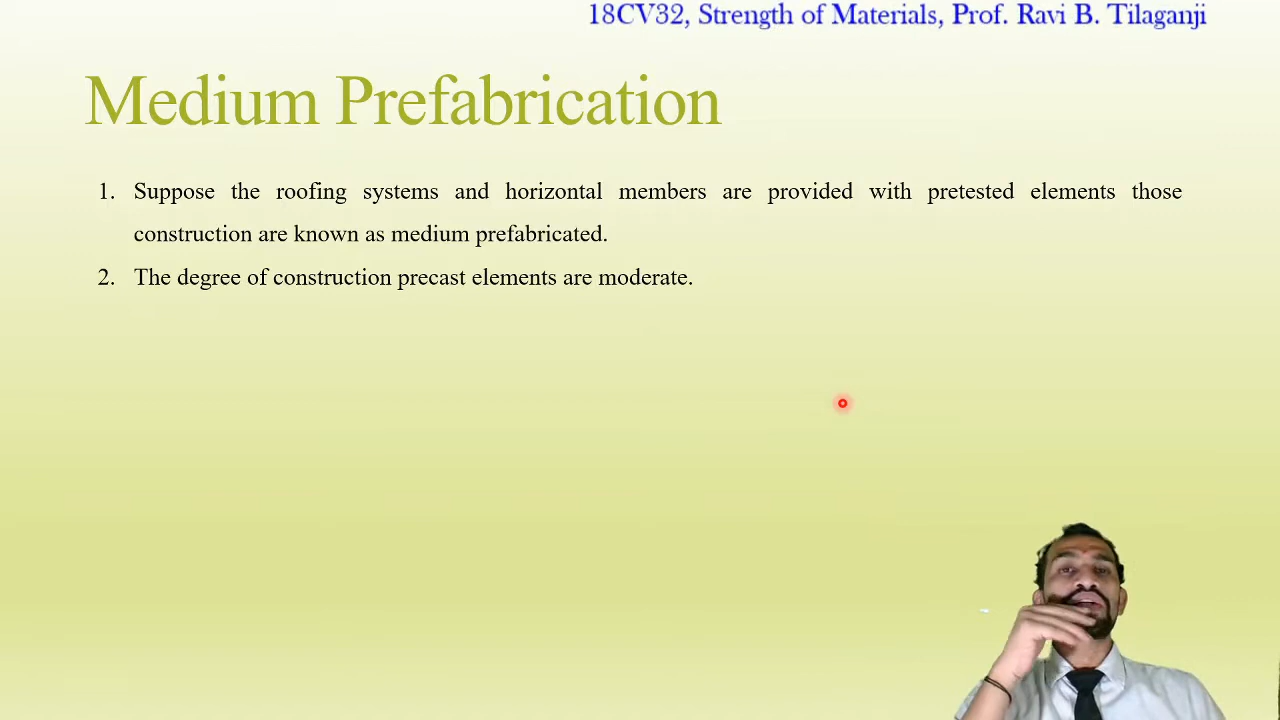 18CV32, Strength of Materials, Prof. Ravi B. Tilaganji
Medium Prefabrication
1. Suppose the roofing systems and horizontal members are provided with pretested elements those
construction are known as medium prefabricated.
2. The degree of construction precast elements are moderate.